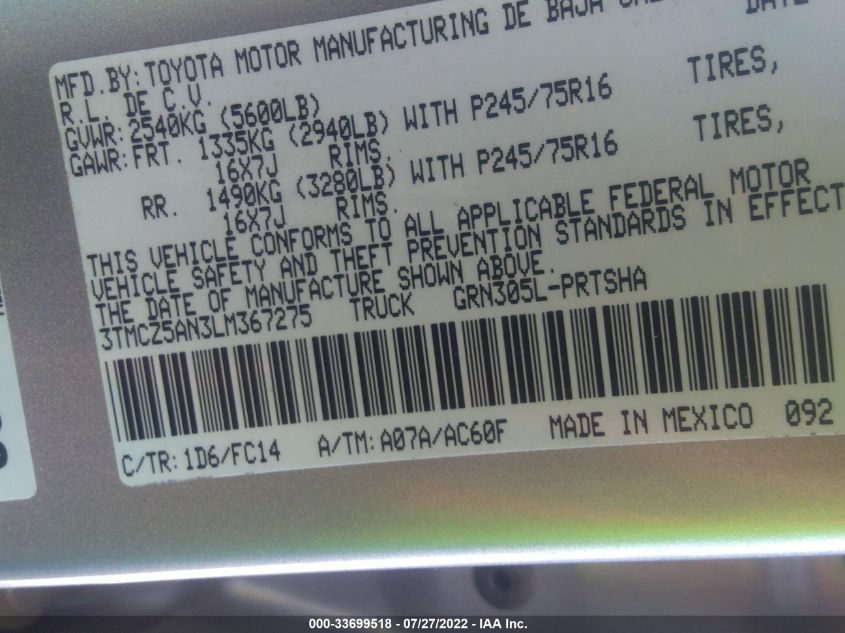 MFD.BY:TOYOTA MOTOR MANUFACTURING DE BAJA DATE
R.L. DE C.V.
GVWR:2540KG (5600LB)
GAWR:FRT. 1335KG (2940LB) WITH P245/75R16 TIRES,
16X7J RIMS.
RR. 1490KG (3280LB) WITH P245/75R16 TIRES,
16X7J RIMS.
THIS VEHICLE CONFORMS TO ALL APPLICABLE FEDERAL MOTOR
VEHICLE SAFETY AND THEFT PREVENTION STANDARDS IN EFFECT
THE DATE OF MANUFACTURE SHOWN ABOVE.
3TMCZ5AN3LM367275 TRUCK GRN305L-PRTSHA
C/TR:1D6/FC14 A/TM:A07A/AC60F MADE IN MEXICO 092
000-33699518 - 07/27/2022 - IAA Inc.